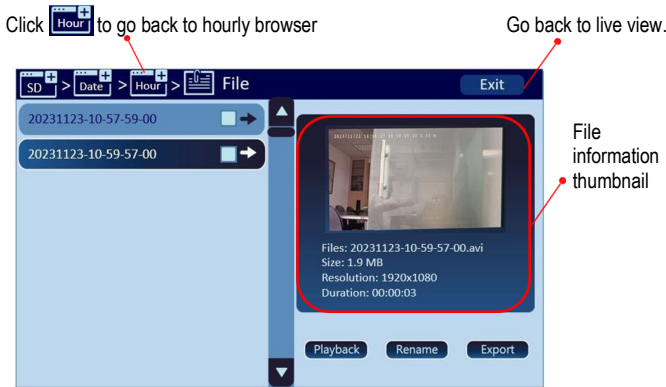 Click Hour to go back to hourly browser
Go back to live view.
SD > Date > Hour > File
Exit
20231123-10-57-59-00
20231123-10-59-57-00
File
information
thumbnail
Files: 20231123-10-59-57-00.avi
Size: 1.9 MB
Resolution: 1920x1080
Duration: 00:00:03
Playback
Rename
Export